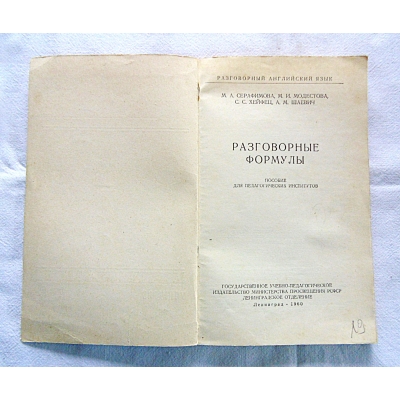 РАЗГОВОРНЫЙ АНГЛИЙСКИЙ ЯЗЫК
М. А. СЕРАФИМОВА, М. И. МОДЕСТОВА,
С. С. ХЕЙФЕЦ, А. М. ШАЕВИЧ
РАЗГОВОРНЫЕ
ФОРМУЛЫ
ПОСОБИЕ
ДЛЯ ПЕДАГОГИЧЕСКИХ ИНСТИТУТОВ
ГОСУДАРСТВЕННОЕ УЧЕБНО-ПЕДАГОГИЧЕСКОЕ
ИЗДАТЕЛЬСТВО МИНИСТЕРСТВА ПРОСВЕЩЕНИЯ РСФСР
ЛЕНИНГРАДСКОЕ ОТДЕЛЕНИЕ
Ленинград — 1960